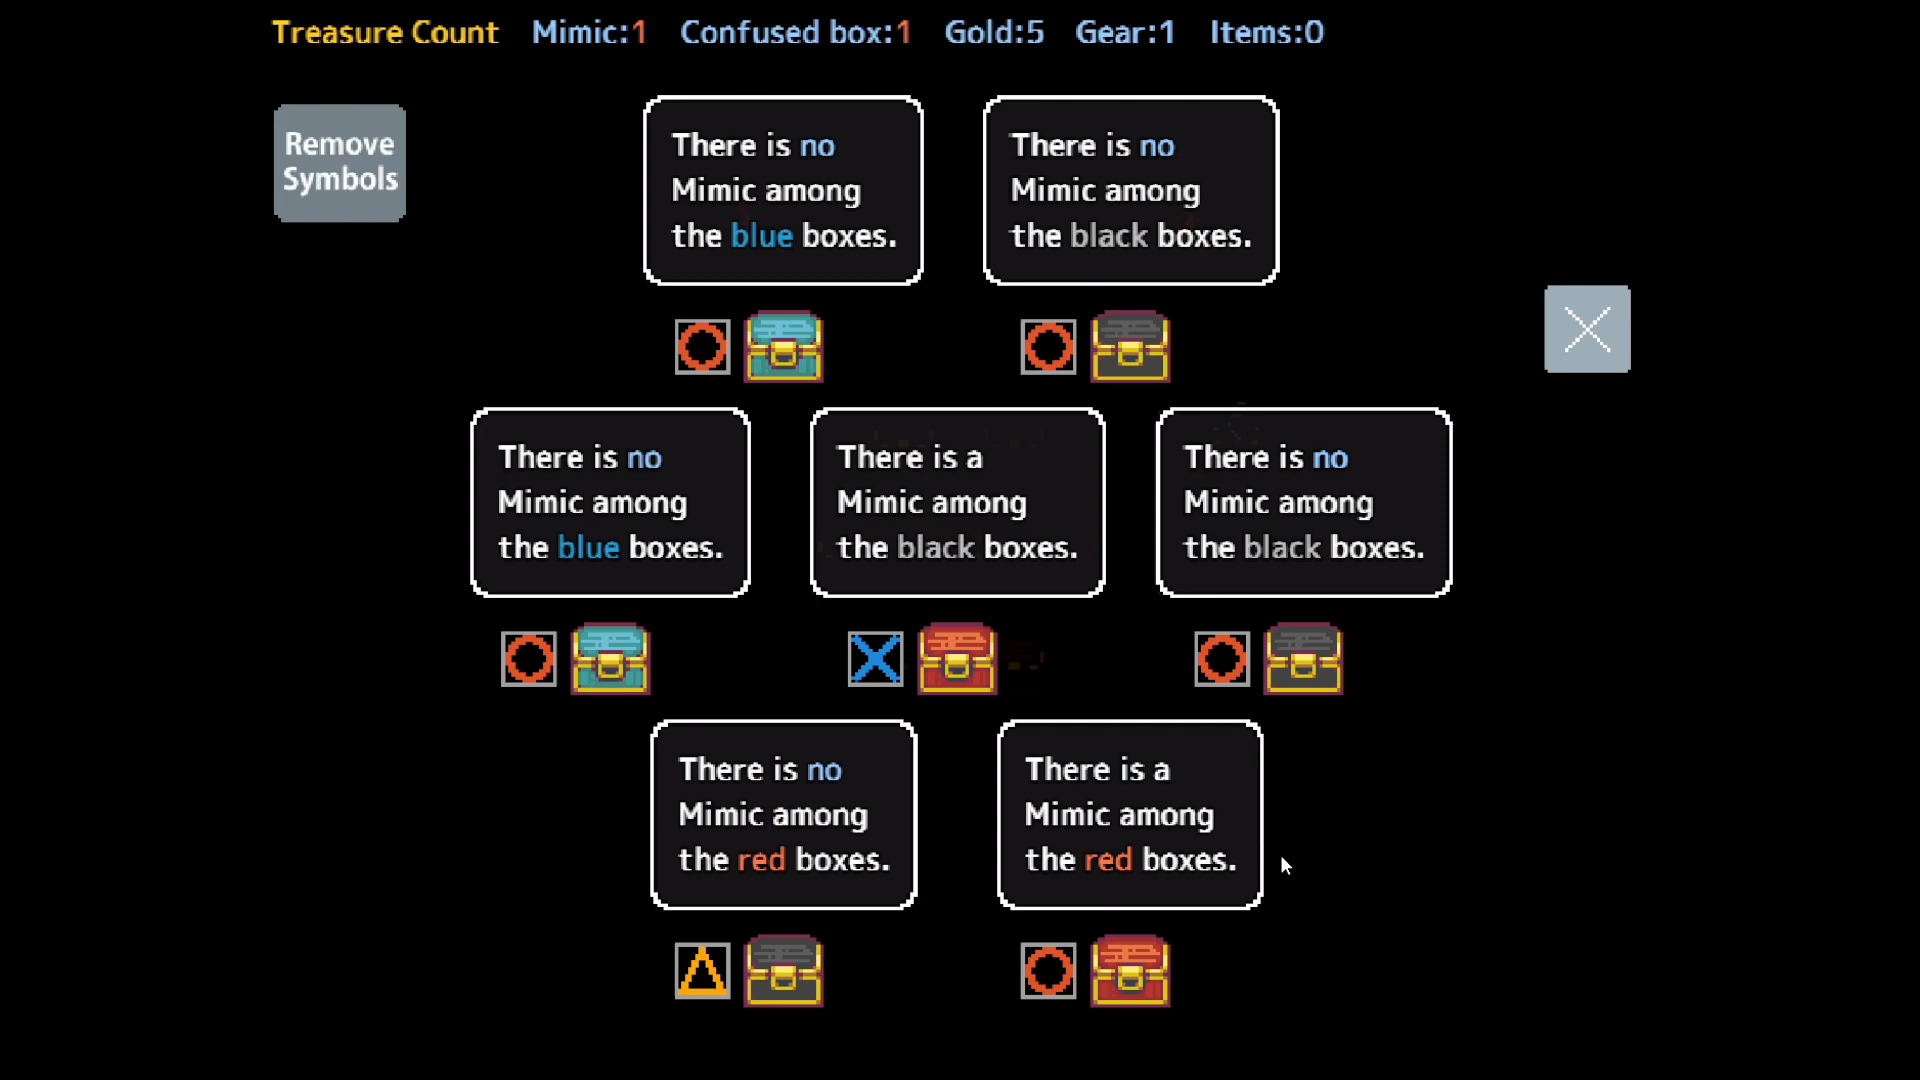 Treasure Count Mimic:1 Confused box:1 Gold:5 Gear:1 Items:0
Remove
Symbols
There is no
Mimic among
the blue boxes.
There is no
Mimic among
the black boxes.
There is no
Mimic among
the blue boxes.
There is a
Mimic among
the black boxes.
There is no
Mimic among
the black boxes.
There is no
Mimic among
the red boxes.
There is a
Mimic among
the red boxes.